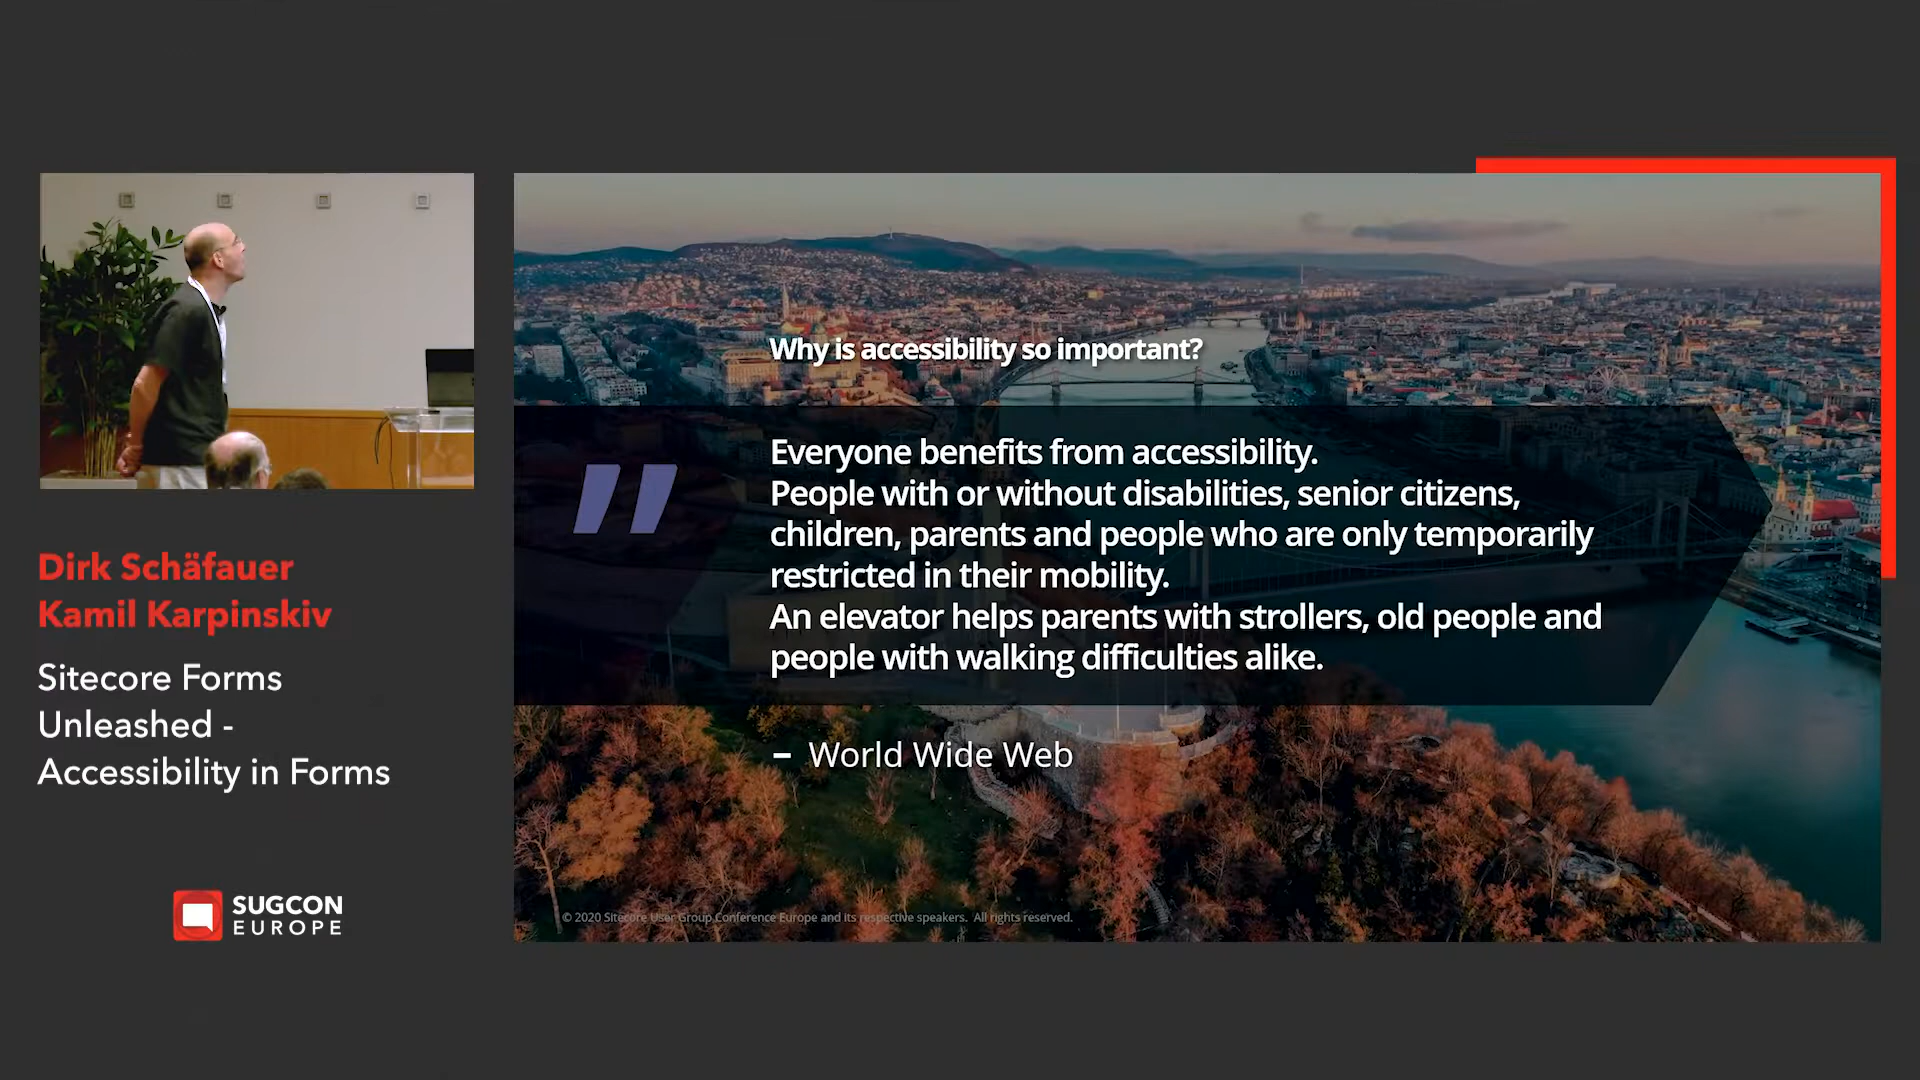 Dirk Schäfauer
Kamil Karpinskiv
Sitecore Forms
Unleashed -
Accessibility in Forms
SUGCON
EUROPE
Why is accessibility so important?
"
Everyone benefits from accessibility.
People with or without disabilities, senior citizens,
children, parents and people who are only temporarily
restricted in their mobility.
An elevator helps parents with strollers, old people and
people with walking difficulties alike.
– World Wide Web
© 2020 Sitecore User Group Conference Europe and its respective speakers. All rights reserved.